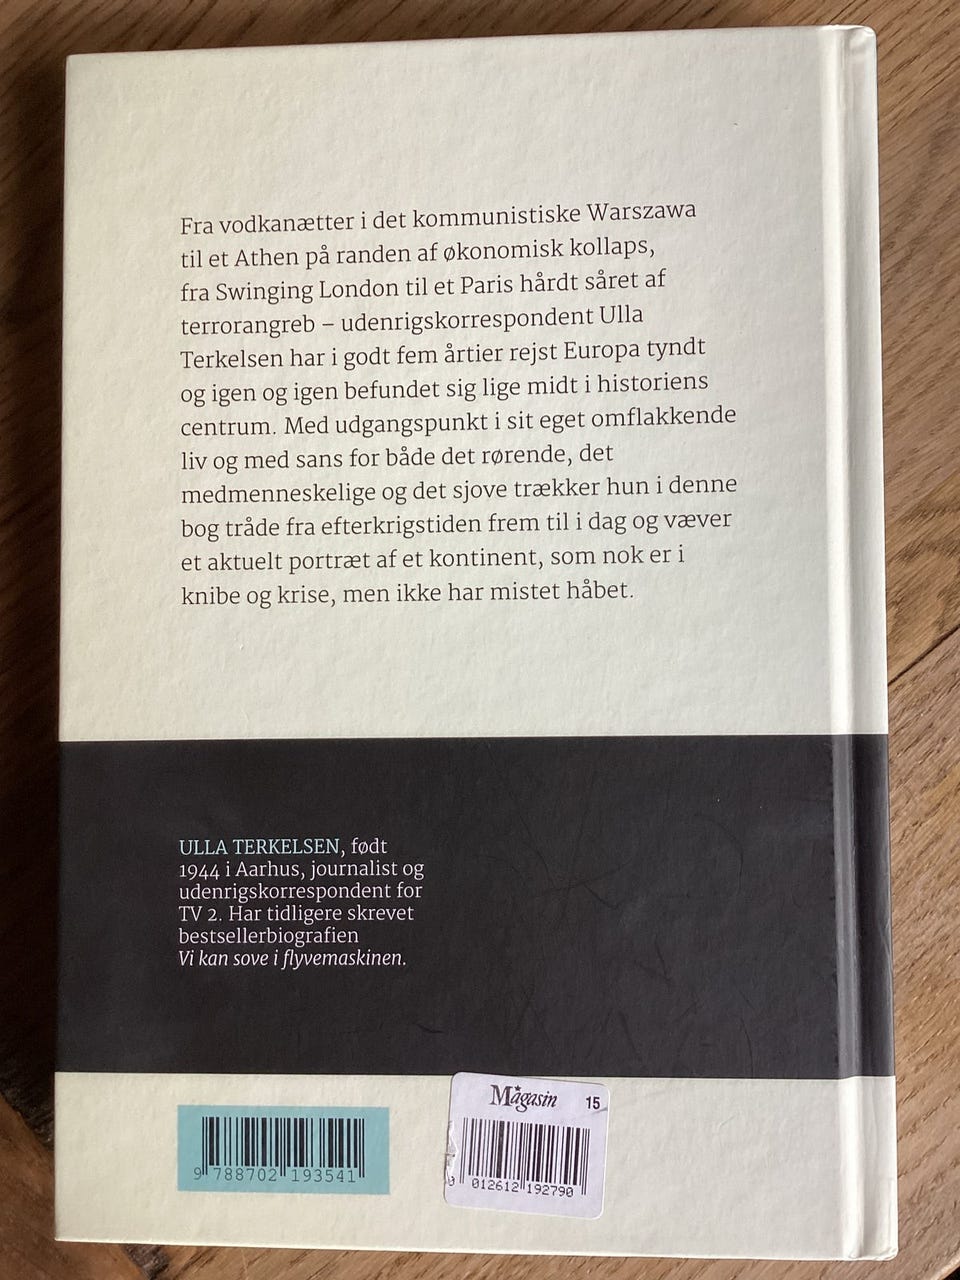 Fra vodkanætter i det kommunistiske Warszawa
til et Athen på randen af økonomisk kollaps,
fra Swinging London til et Paris hårdt såret af
terrorangreb – udenrigskorrespondent Ulla
Terkelsen har i godt fem årtier rejst Europa tyndt
og igen og igen befundet sig lige midt i historiens
centrum. Med udgangspunkt i sit eget omflakkende
liv og med sans for både det rørende, det
medmenneskelige og det sjove trækker hun i denne
bog tråde fra efterkrigstiden frem til i dag og væver
et aktuelt portræt af et kontinent, som nok er i
knibe og krise, men ikke har mistet håbet.
ULLA TERKELSEN, født
1944 i Aarhus, journalist og
udenrigskorrespondent for
TV 2. Har tidligere skrevet
bestsellerbiografien
Vi kan sove i flyvemaskinen.
9 788702 193541
Magasin 15
012612 192790